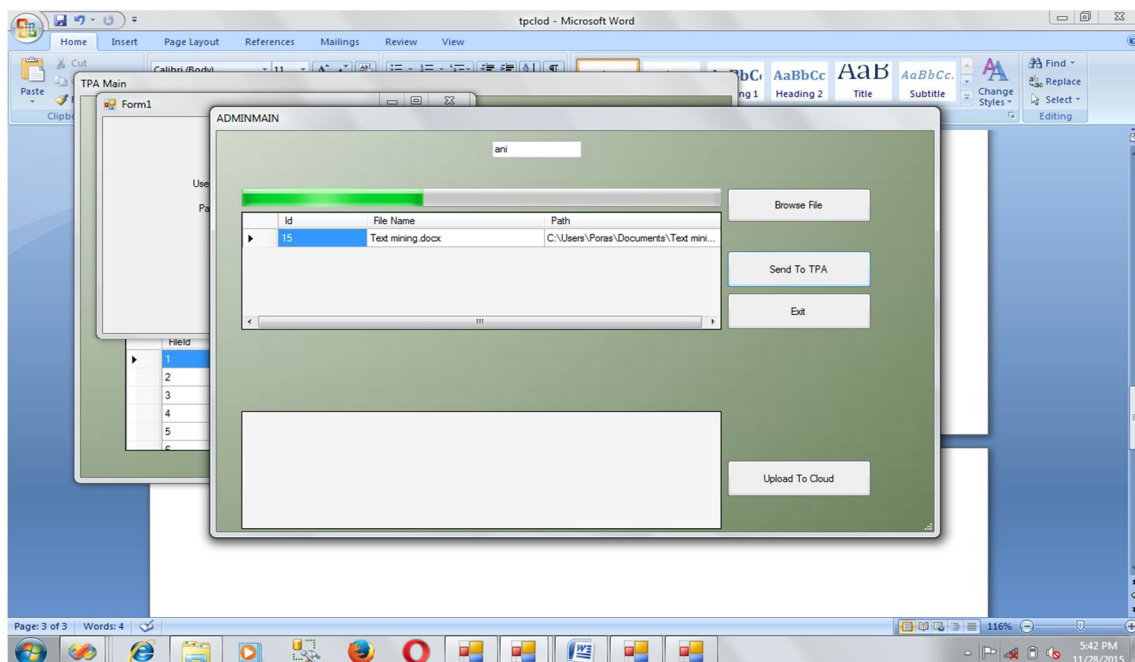 tpclod - Microsoft Word
Home Insert Page Layout References Mailings Review View
Cut
Calibri (Body) 11
Paste
AaBbCc AaB AaBbCc.
Heading 2 Title Subtitle
Change Styles
Find
Replace
Select
Editing
TPA Main
Form1
ADMINMAIN
ani
Browse File
Id File Name Path
15 Text mining.docx C:\Users\Poras\Documents\Text mini...
Send To TPA
Exit
FileId
1
2
3
4
5
Upload To Cloud
Page: 3 of 3 Words: 4 116%
5:42 PM
11/28/2015